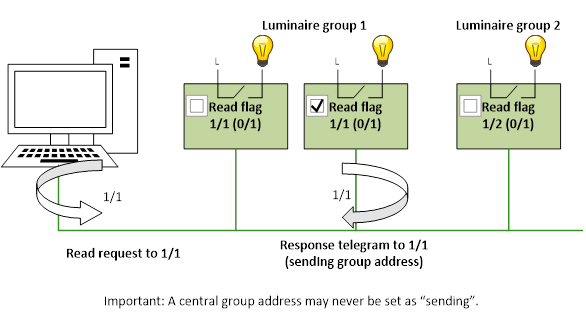 Luminaire group 1
Luminaire group 2
L
L
L
Read flag
1/1 (0/1)
Read flag
1/1 (0/1)
Read flag
1/2 (0/1)
1/1
1/1
Read request to 1/1
Response telegram to 1/1
(sending group address)
Important: A central group address may never be set as “sending”.